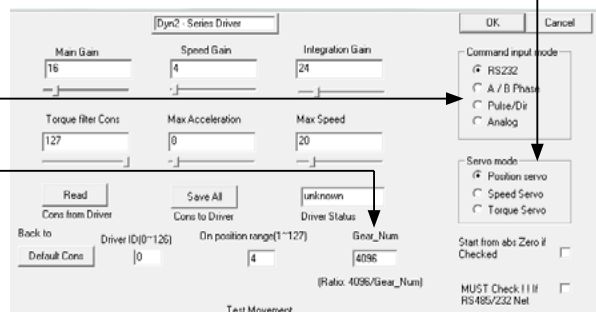 Dyn2 - Series Driver
OK Cancel
Main Gain Speed Gain Integration Gain
16 4 24
Command input mode
RS232
A / B Phase
Pulse/Dir
Analog
Torque filter Cons Max Acceleration Max Speed
127 8 20
Servo mode
Position servo
Speed Servo
Torque Servo
Read Save All unknown
Cons from Driver Cons to Driver Driver Status
Back to Driver ID(0~126) On position range(1~127) Gear_Num
Default Cons 0 4 4096
(Ratio: 4096/Gear_Num)
Start from abs Zero if
Checked
MUST Check ! ! If
RS485/232 Net
Test Movement